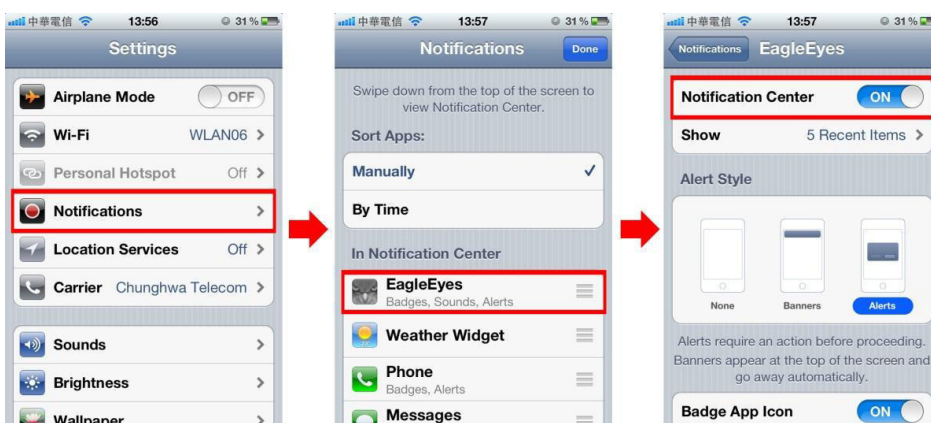 中華電信 13:56 31%
Settings
Airplane Mode OFF
Wi-Fi WLAN06
Personal Hotspot Off
Notifications
Location Services Off
Carrier Chunghwa Telecom
Sounds
Brightness
Wallpaper
中華電信 13:57 31%
Notifications Done
Swipe down from the top of the screen to
view Notification Center.
Sort Apps:
Manually
By Time
In Notification Center
EagleEyes
Badges, Sounds, Alerts
Weather Widget
Phone
Badges, Alerts
Messages
中華電信 13:57 31%
Notifications EagleEyes
Notification Center ON
Show 5 Recent Items
Alert Style
None Banners Alerts
Alerts require an action before proceeding.
Banners appear at the top of the screen and
go away automatically.
Badge App Icon ON